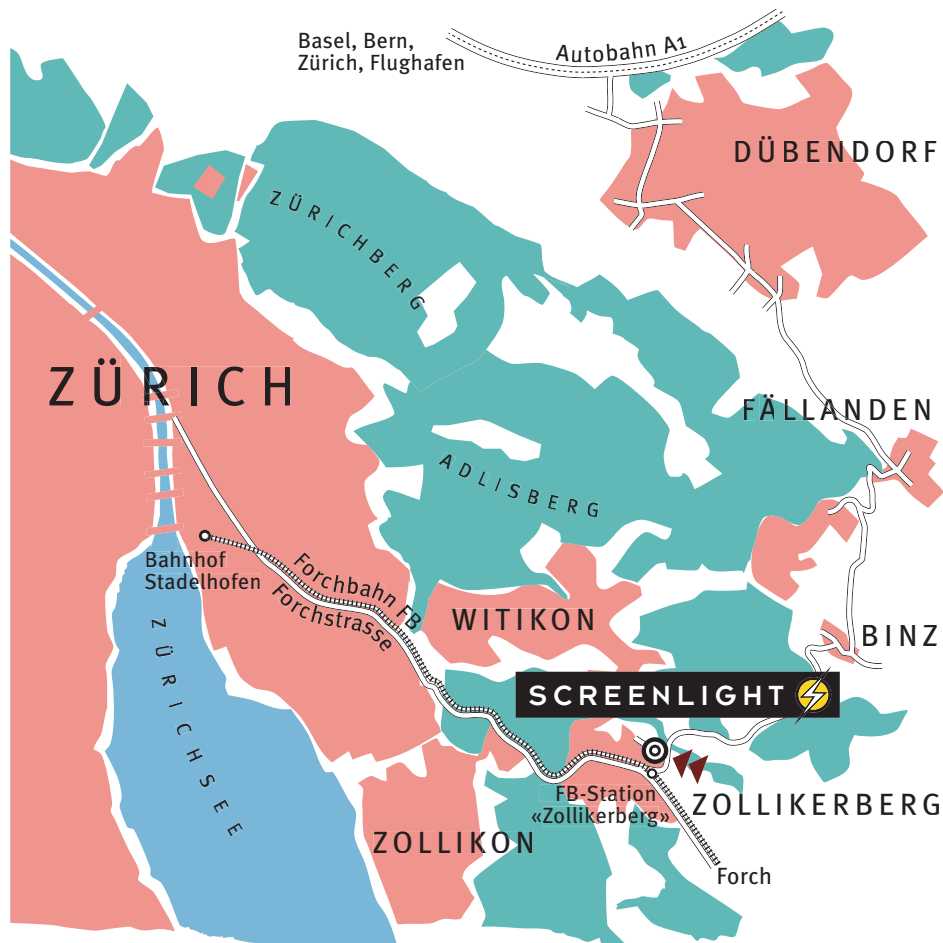 Basel, Bern,
Zürich, Flughafen
Autobahn A1
DÜBENDORF
ZÜRICHBERG
ZÜRICH
FÄLLANDEN
ADLISBERG
Bahnhof
Stadelhofen
Forchbahn FB
Forchstrasse
WITIKON
BINZ
ZÜRICHSEE
SCREENLIGHT
FB-Station
«Zollikerberg»
ZOLLIKERBERG
ZOLLIKON
Forch